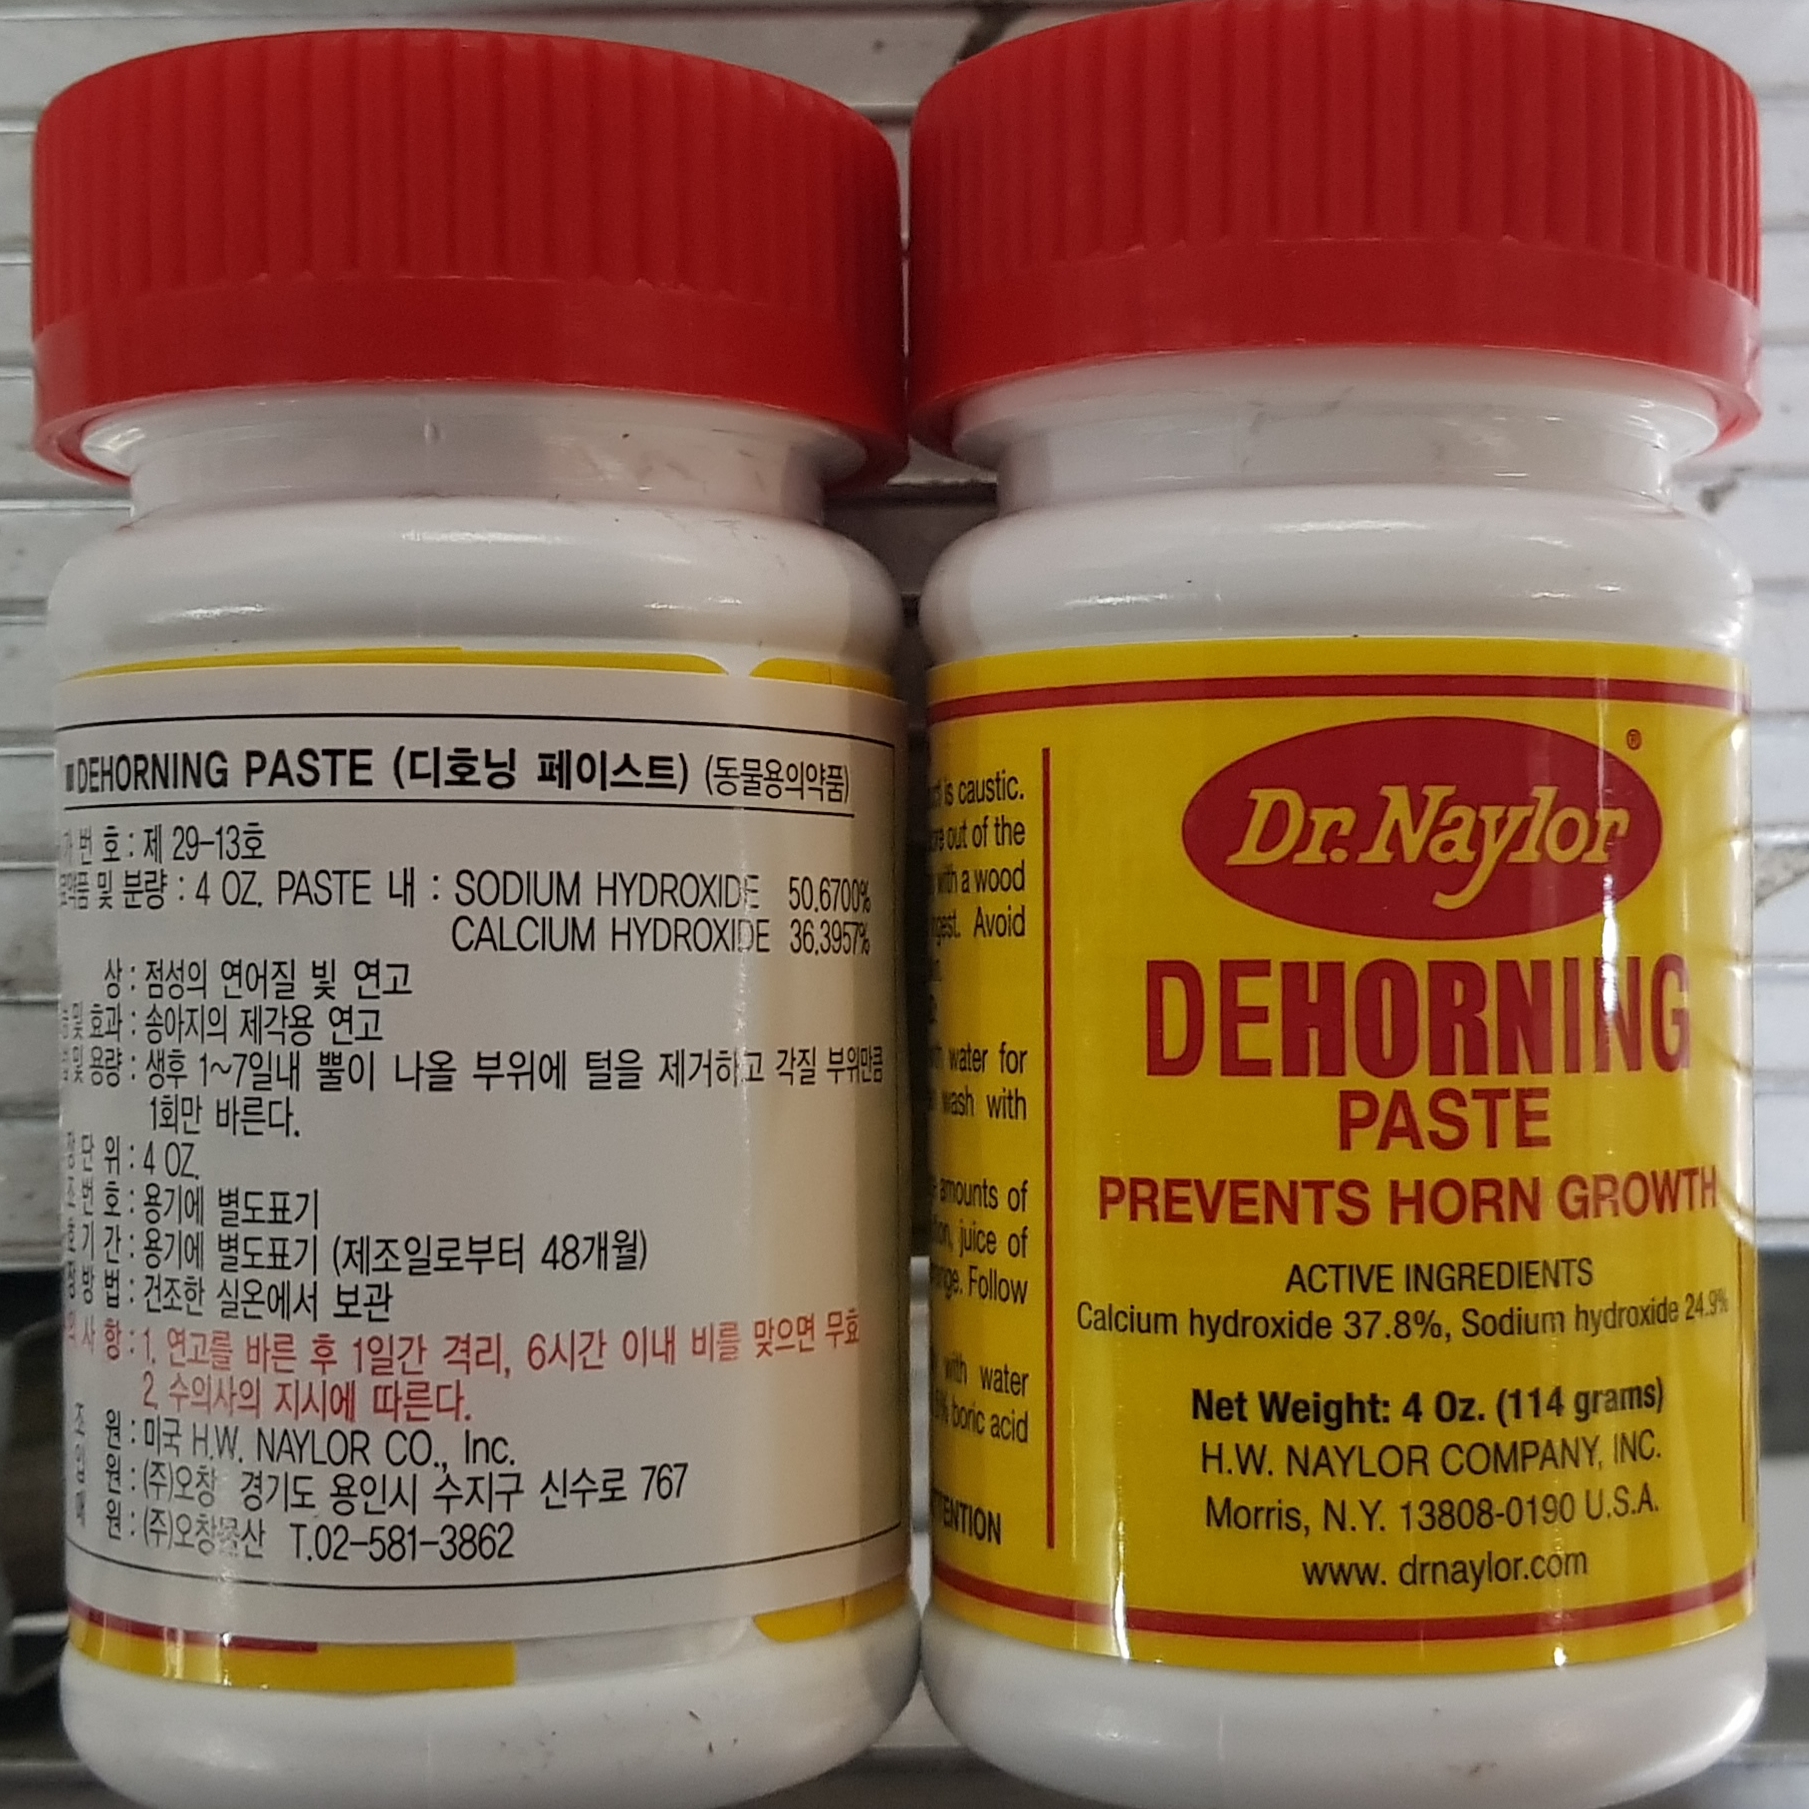 DEHORNING PASTE (디호닝 페이스트) (동물용의약품)
번 호 : 제 29-13호
및 분량 : 4 OZ. PASTE 내 : SODIUM HYDROXIDE 50.6700%
CALCIUM HYDROXIDE 36.3957%
상 : 점성의 연어질 빛 연고
및 효과 : 송아지의 제각용 연고
및 용량 : 생후 1~7일내 뿔이 나올 부위에 털을 제거하고 각질 부위만큼
1회만 바른다.
단 위 : 4 OZ.
번 호 : 용기에 별도표기
기 간 : 용기에 별도표기 (제조일로부터 48개월)
방 법 : 건조한 실온에서 보관
사 항 : 1. 연고를 바른 후 1일간 격리, 6시간 이내 비를 맞으면 무효
2. 수의사의 지시에 따른다.
원 : 미국 H.W. NAYLOR CO., Inc.
원 : (주)오창 경기도 용인시 수지구 신수로 767
원 : (주)오창물산 T.02-581-3862
is caustic.
out of the
with a wood
Avoid
water for
wash with
amounts of
juice of
Follow
with water
boric acid
Dr. Naylor®
DEHORNING
PASTE
PREVENTS HORN GROWTH
ACTIVE INGREDIENTS
Calcium hydroxide 37.8%, Sodium hydroxide 24.9%
Net Weight: 4 Oz. (114 grams)
H.W. NAYLOR COMPANY, INC.
Morris, N.Y. 13808-0190 U.S.A.
www. drnaylor.com